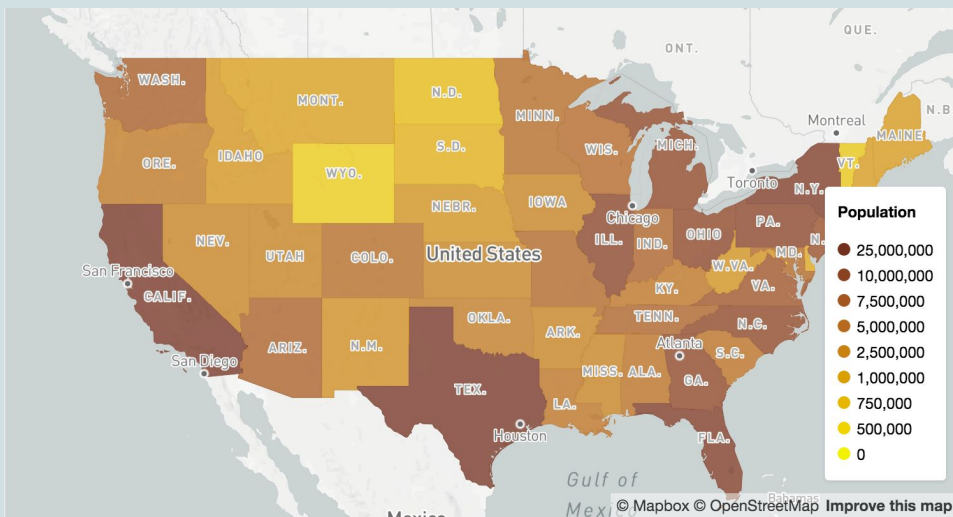 QUE.
ONT.
N.B
WASH.
MONT.
N.D.
MINN.
Montreal
MAINE
VT.
ORE.
IDAHO
S.D.
WIS.
MICH.
Toronto
N.Y.
WYO.
NEBR.
IOWA
Chicago
PA.
NEV.
UTAH
COLO.
United States
ILL.
IND.
OHIO
W.VA.
MD.
N.
San Francisco
CALIF.
KY.
VA.
OKLA.
ARK.
TENN.
N.C.
San Diego
ARIZ.
N.M.
Atlanta
MISS.
ALA.
GA.
S.C.
TEX.
LA.
Houston
FLA.
Gulf of
Mexico
Mexico
Bahamas
Population
25,000,000
10,000,000
7,500,000
5,000,000
2,500,000
1,000,000
750,000
500,000
0
© Mapbox © OpenStreetMap Improve this map